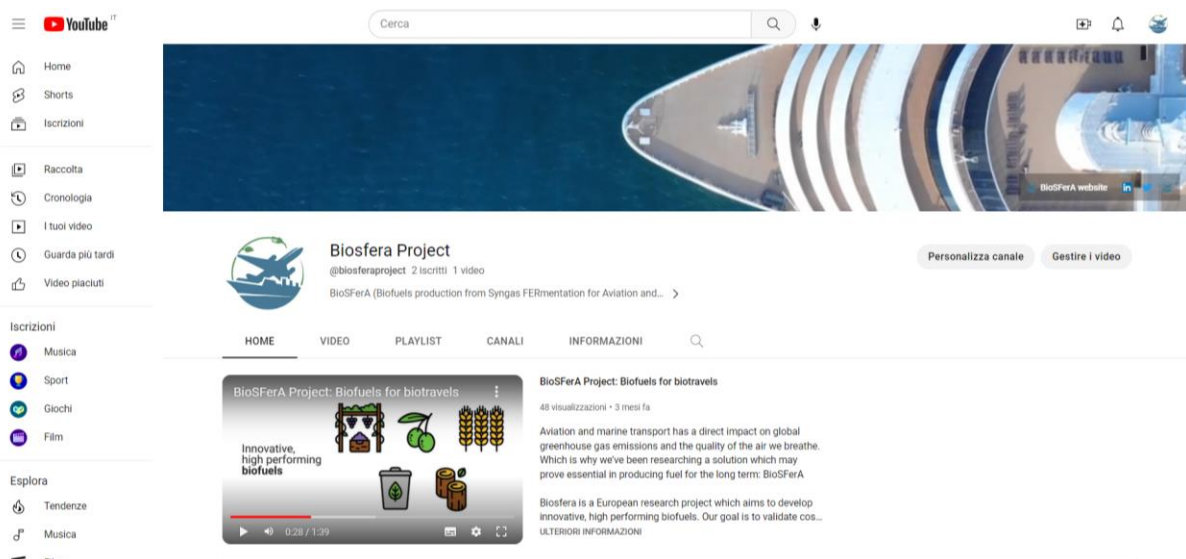 YouTube IT
Cerca
Home
Shorts
Iscrizioni
Raccolta
Cronologia
I tuoi video
Guarda più tardi
Video piaciuti
Iscrizioni
Musica
Sport
Giochi
Film
Esplora
Tendenze
Musica
BioSFerA website
in
Biosfera Project
@biosferaproject 2 iscritti 1 video
BioSFerA (Biofuels production from Syngas FERmentation for Aviation and...
Personalizza canale
Gestire i video
HOME VIDEO PLAYLIST CANALI INFORMAZIONI
BioSFerA Project: Biofuels for biotravels
Innovative,
high performing
biofuels
0:28 / 1:39
BioSFerA Project: Biofuels for biotravels
48 visualizzazioni • 3 mesi fa
Aviation and marine transport has a direct impact on global
greenhouse gas emissions and the quality of the air we breathe.
Which is why we've been researching a solution which may
prove essential in producing fuel for the long term: BioSFerA
Biosfera is a European research project which aims to develop
innovative, high performing biofuels. Our goal is to validate cos...
ULTERIORI INFORMAZIONI